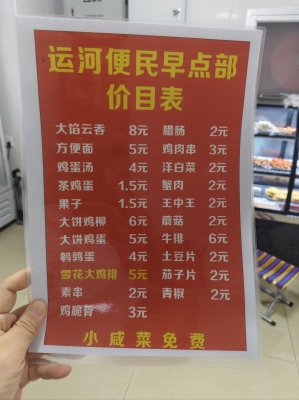 运河便民早点部
价目表
大馅云吞 8元 腊肠 2元
方便面 5元 鸡肉串 3元
鸡蛋汤 4元 洋白菜 2元
茶鸡蛋 1.5元 蟹肉 2元
果子 1.5元 王中王 2元
大饼鸡柳 6元 蘑菇 2元
大饼鸡蛋 5元 牛排 6元
鹌鹑蛋 4元 土豆片 2元
雪花大鸡排 5元 茄子片 2元
素串 2元 青椒 2元
鸡脆骨 3元
小咸菜免费